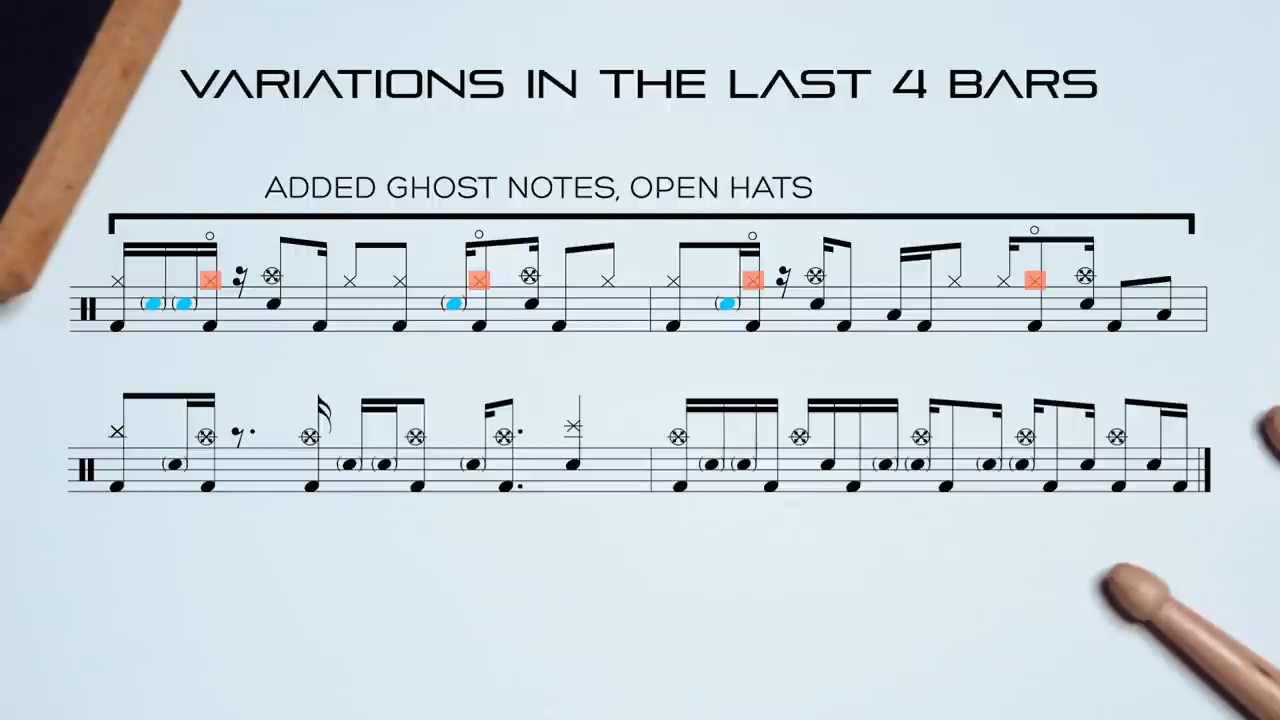 VARIATIONS IN THE LAST 4 BARS
ADDED GHOST NOTES, OPEN HATS